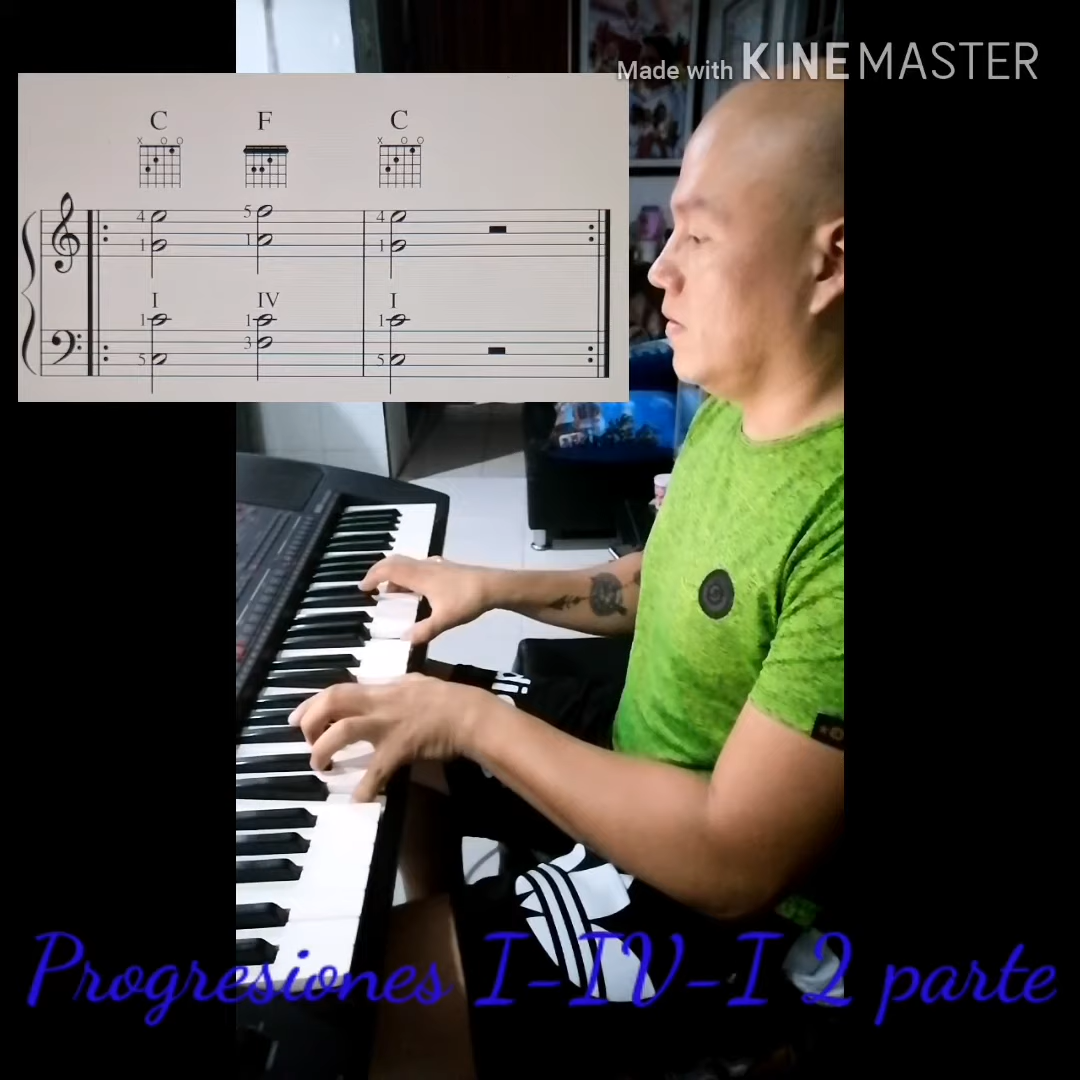 Made with KINEMASTER
C F C
x o o x o o
4 5 4
1 1 1
I IV I
1 1 1
5 3 5
Progresiones I-IV-I 2 parte